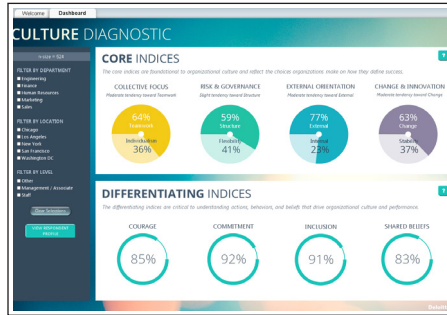 Welcome Dashboard
CULTURE DIAGNOSTIC
FILTER BY DEPARTMENT
Engineering
Finance
Human Resources
Marketing
Sales
FILTER BY LOCATION
Chicago
Los Angeles
New York
San Francisco
Washington DC
FILTER BY LEVEL
Other
Management / Associate
Staff
Clear Selections
CORE INDICES
The core indices are foundational to organizational culture and reflect the choices organizations make on how they define success.
COLLECTIVE FOCUS
Moderate tendency toward Teamwork
64%
Teamwork
Individualism
36%
RISK & GOVERNANCE
Slight tendency toward Structure
59%
Structure
Flexibility
41%
EXTERNAL ORIENTATION
Moderate tendency toward External
77%
External
Internal
23%
CHANGE & INNOVATION
Moderate tendency toward Change
63%
Change
Stability
37%
DIFFERENTIATING INDICES
The differentiating indices are critical to understanding actions, behaviors, and beliefs that drive organizational culture and performance.
COURAGE
85%
COMMITMENT
92%
INCLUSION
91%
SHARED BELIEFS
83%